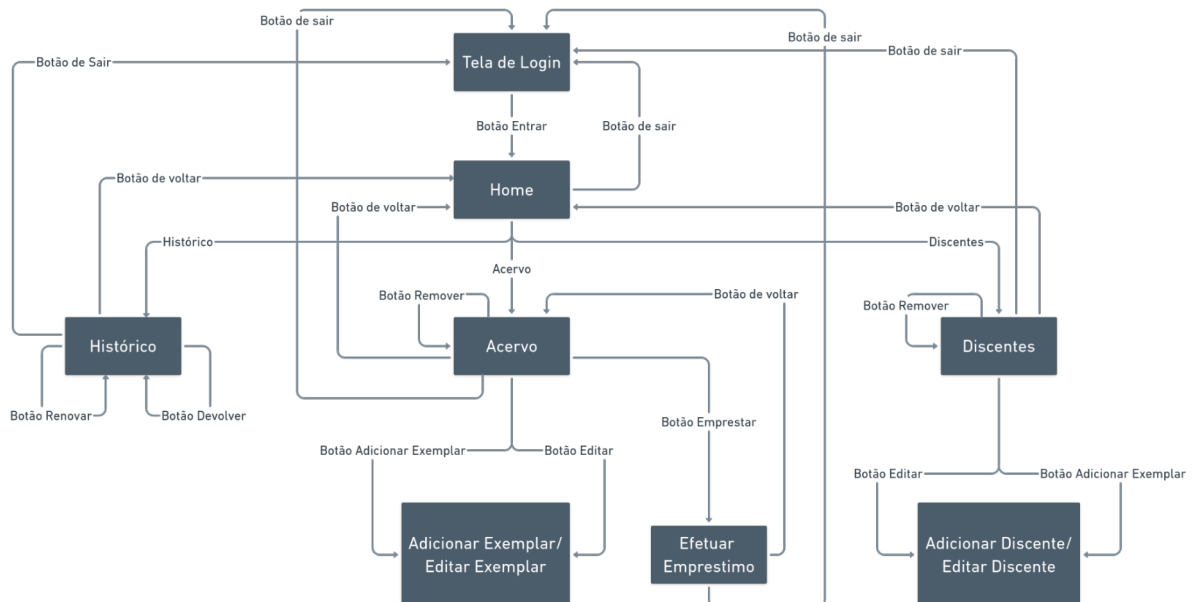 Botão de sair
Botão de sair
Botão de sair
Botão de Sair
Tela de Login
Botão Entrar
Botão de sair
Botão de voltar
Home
Botão de voltar
Botão de voltar
Histórico
Discentes
Acervo
Botão Remover
Botão de voltar
Botão Remover
Histórico
Acervo
Discentes
Botão Renovar
Botão Devolver
Botão Emprestar
Botão Adicionar Exemplar
Botão Editar
Botão Editar
Botão Adicionar Exemplar
Adicionar Exemplar/
Editar Exemplar
Efetuar
Emprestimo
Adicionar Discente/
Editar Discente